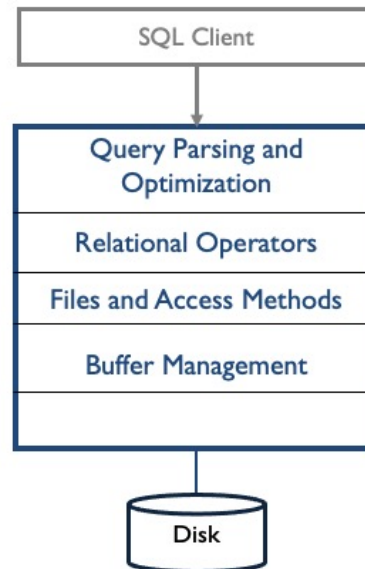 SQL Client
Query Parsing and
Optimization
Relational Operators
Files and Access Methods
Buffer Management
Disk